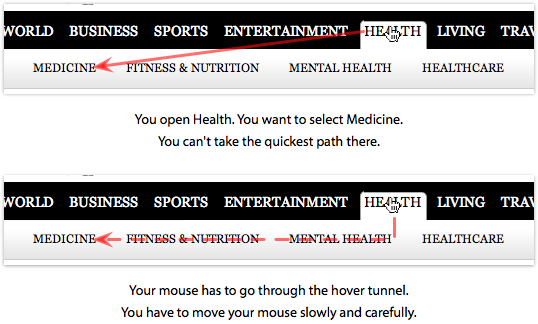 WORLD BUSINESS SPORTS ENTERTAINMENT HEALTH LIVING TRAV
MEDICINE FITNESS & NUTRITION MENTAL HEALTH HEALTHCARE
You open Health. You want to select Medicine.
You can't take the quickest path there.
WORLD BUSINESS SPORTS ENTERTAINMENT HEALTH LIVING TRAV
MEDICINE FITNESS & NUTRITION MENTAL HEALTH HEALTHCARE
Your mouse has to go through the hover tunnel.
You have to move your mouse slowly and carefully.